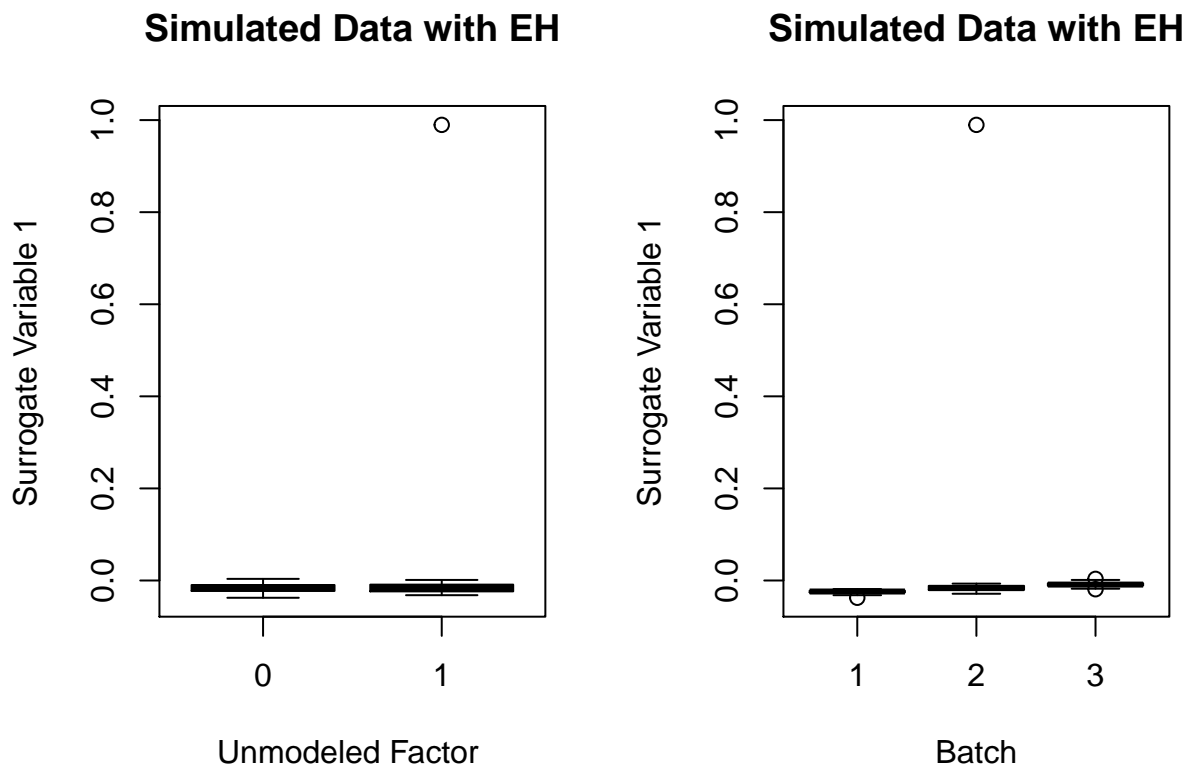 Simulated Data with EH
Surrogate Variable 1
1.0
0.8
0.6
0.4
0.2
0.0
0 1
Unmodeled Factor
Simulated Data with EH
Surrogate Variable 1
1.0
0.8
0.6
0.4
0.2
0.0
1 2 3
Batch